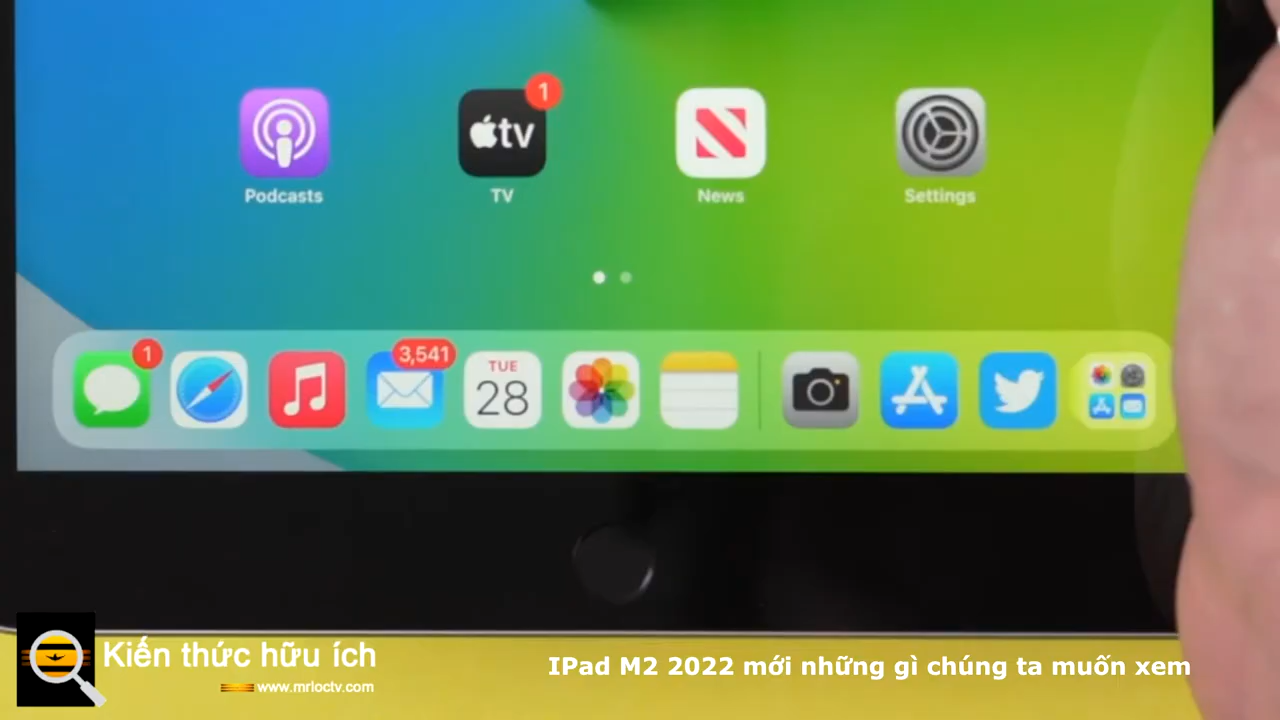 1
tv
Podcasts
TV
News
Settings
1
3,541
TUE
28
Kiến thức hữu ích
www.mrloctv.com
IPad M2 2022 mới những gì chúng ta muốn xem